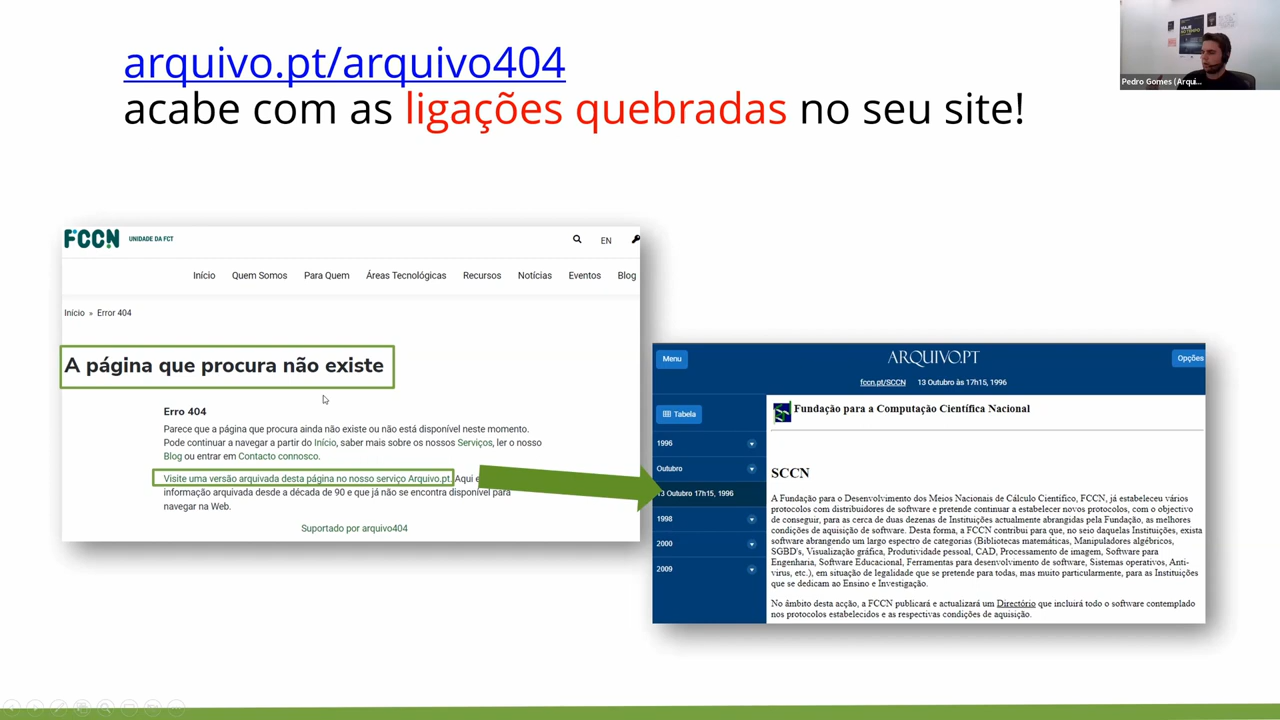 arquivo.pt/arquivo404
acabe com as ligações quebradas no seu site!
Pedro Gomes (Arqui...
FCCN UNIDADE DA FCT
EN
Início Quem Somos Para Quem Áreas Tecnológicas Recursos Notícias Eventos Blog
Início » Error 404
A página que procura não existe
Erro 404
Parece que a página que procura ainda não existe ou não está disponível neste momento.
Pode continuar a navegar a partir do Início, saber mais sobre os nossos Serviços, ler o nosso
Blog ou entrar em Contacto connosco.
Visite uma versão arquivada desta página no nosso serviço Arquivo.pt. Aqui
informação arquivada desde a década de 90 e que já não se encontra disponível para
navegar na Web.
Suportado por arquivo404
Menu
ARQUIVO.PT
Opções
fccn.pt/SCCN 13 Outubro às 17h15, 1996
Tabela
1996
Outubro
13 Outubro 17h15, 1996
1998
2000
2009
Fundação para a Computação Científica Nacional
SCCN
A Fundação para o Desenvolvimento dos Meios Nacionais de Cálculo Científico, FCCN, já estabeleceu vários
protocolos com distribuidores de software e pretende continuar a estabelecer novos protocolos, com o objectivo
de conseguir, para as cerca de duas dezenas de Instituições actualmente abrangidas pela Fundação, as melhores
condições de aquisição de software. Desta forma, a FCCN contribui para que, no seio daquelas Instituições, exista
software abrangendo um largo espectro de categorias (Bibliotecas matemáticas, Manipuladores algébricos,
SGBD's, Visualização gráfica, Produtividade pessoal, CAD, Processamento de imagem, Software para
Engenharia, Software Educacional, Ferramentas para desenvolvimento de software, Sistemas operativos, Anti-
virus, etc.), em situação de legalidade que se pretende para todas, mas muito particularmente, para as Instituições
que se dedicam ao Ensino e Investigação.
No âmbito desta acção, a FCCN publicará e actualizará um Directório que incluirá todo o software contemplado
nos protocolos estabelecidos e as respectivas condições de aquisição.